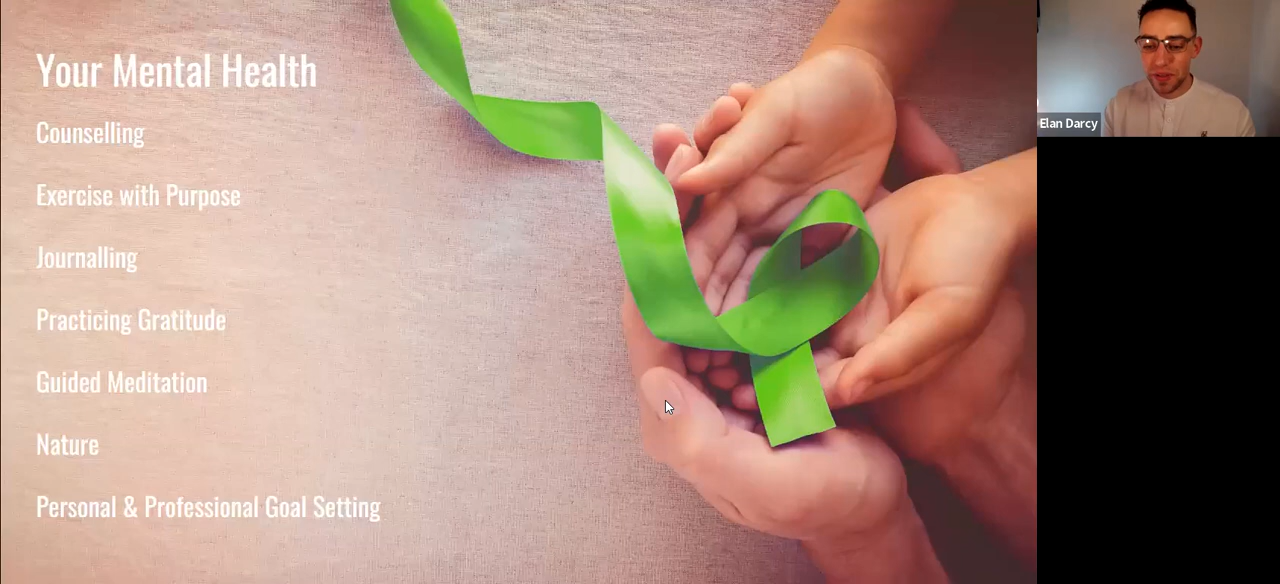 Your Mental Health
Counselling
Exercise with Purpose
Journalling
Practicing Gratitude
Guided Meditation
Nature
Personal & Professional Goal Setting
Elan Darcy